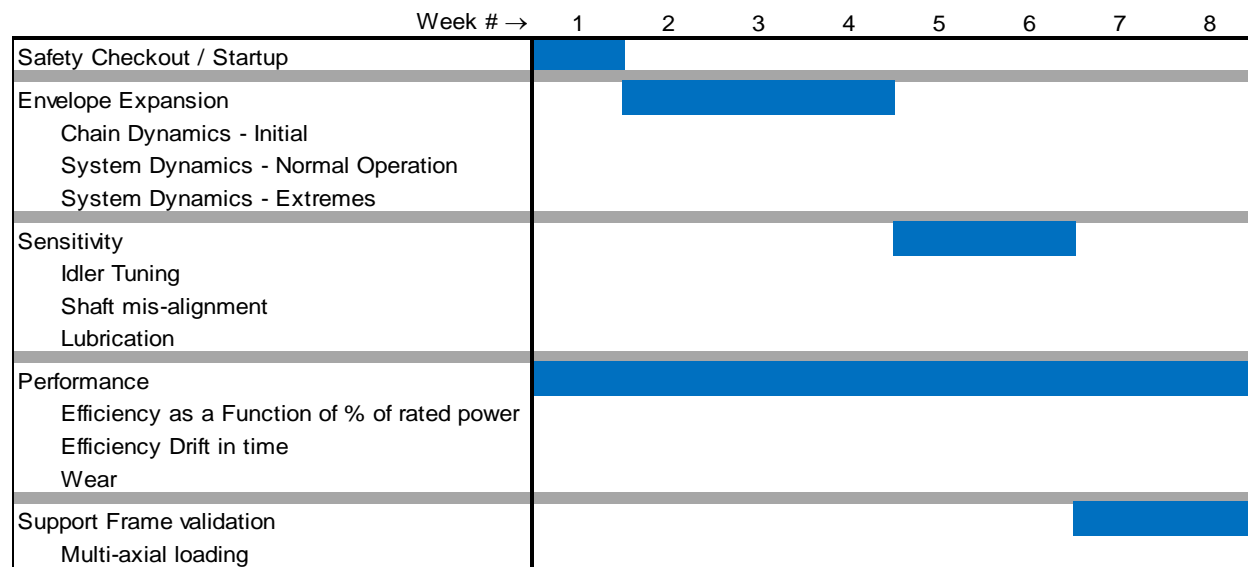 Week # → 1 2 3 4 5 6 7 8
Safety Checkout / Startup
Envelope Expansion
Chain Dynamics - Initial
System Dynamics - Normal Operation
System Dynamics - Extremes
Sensitivity
Idler Tuning
Shaft mis-alignment
Lubrication
Performance
Efficiency as a Function of % of rated power
Efficiency Drift in time
Wear
Support Frame validation
Multi-axial loading